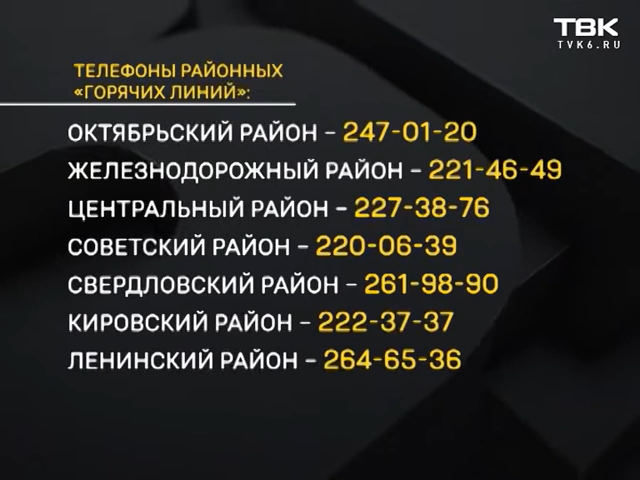 ТВК
TVK6.RU
ТЕЛЕФОНЫ РАЙОННЫХ
«ГОРЯЧИХ ЛИНИЙ»:
ОКТЯБРЬСКИЙ РАЙОН – 247-01-20
ЖЕЛЕЗНОДОРОЖНЫЙ РАЙОН – 221-46-49
ЦЕНТРАЛЬНЫЙ РАЙОН – 227-38-76
СОВЕТСКИЙ РАЙОН – 220-06-39
СВЕРДЛОВСКИЙ РАЙОН – 261-98-90
КИРОВСКИЙ РАЙОН – 222-37-37
ЛЕНИНСКИЙ РАЙОН – 264-65-36